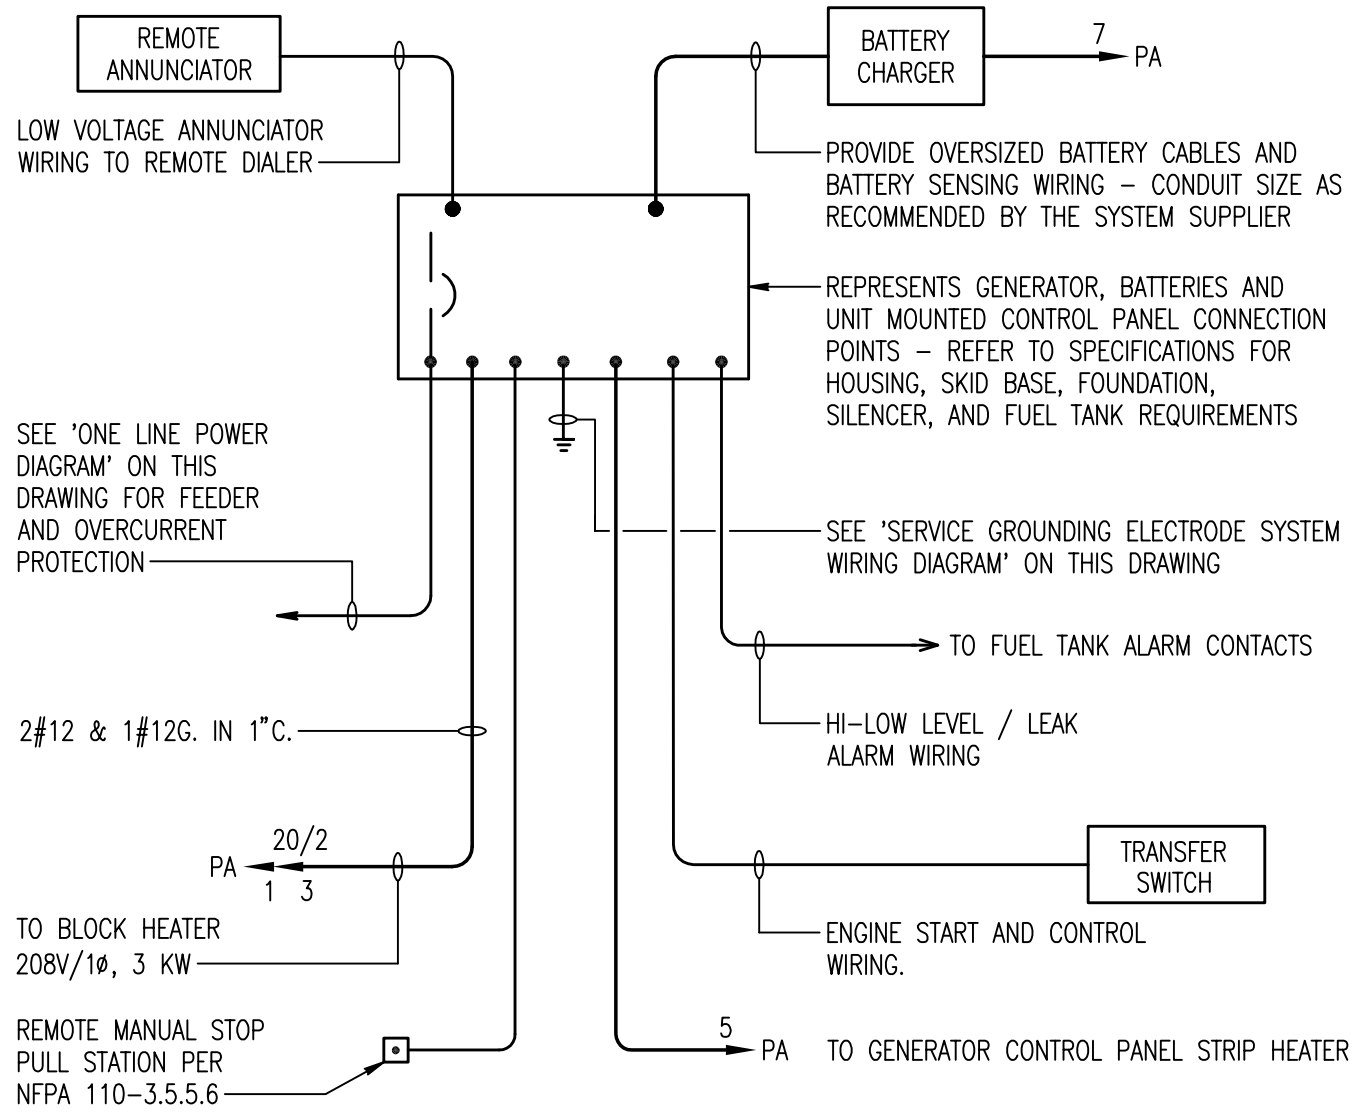 REMOTE
ANNUNCIATOR
BATTERY
CHARGER
7
PA
LOW VOLTAGE ANNUNCIATOR
WIRING TO REMOTE DIALER
PROVIDE OVERSIZED BATTERY CABLES AND
BATTERY SENSING WIRING – CONDUIT SIZE AS
RECOMMENDED BY THE SYSTEM SUPPLIER
REPRESENTS GENERATOR, BATTERIES AND
UNIT MOUNTED CONTROL PANEL CONNECTION
POINTS – REFER TO SPECIFICATIONS FOR
HOUSING, SKID BASE, FOUNDATION,
SILENCER, AND FUEL TANK REQUIREMENTS
SEE 'ONE LINE POWER
DIAGRAM' ON THIS
DRAWING FOR FEEDER
AND OVERCURRENT
PROTECTION
SEE 'SERVICE GROUNDING ELECTRODE SYSTEM
WIRING DIAGRAM' ON THIS DRAWING
TO FUEL TANK ALARM CONTACTS
HI–LOW LEVEL / LEAK
ALARM WIRING
2#12 & 1#12G. IN 1"C.
20/2
PA
1 3
TRANSFER
SWITCH
TO BLOCK HEATER
208V/1ø, 3 KW
ENGINE START AND CONTROL
WIRING.
REMOTE MANUAL STOP
PULL STATION PER
NFPA 110–3.5.5.6
5
PA
TO GENERATOR CONTROL PANEL STRIP HEATER